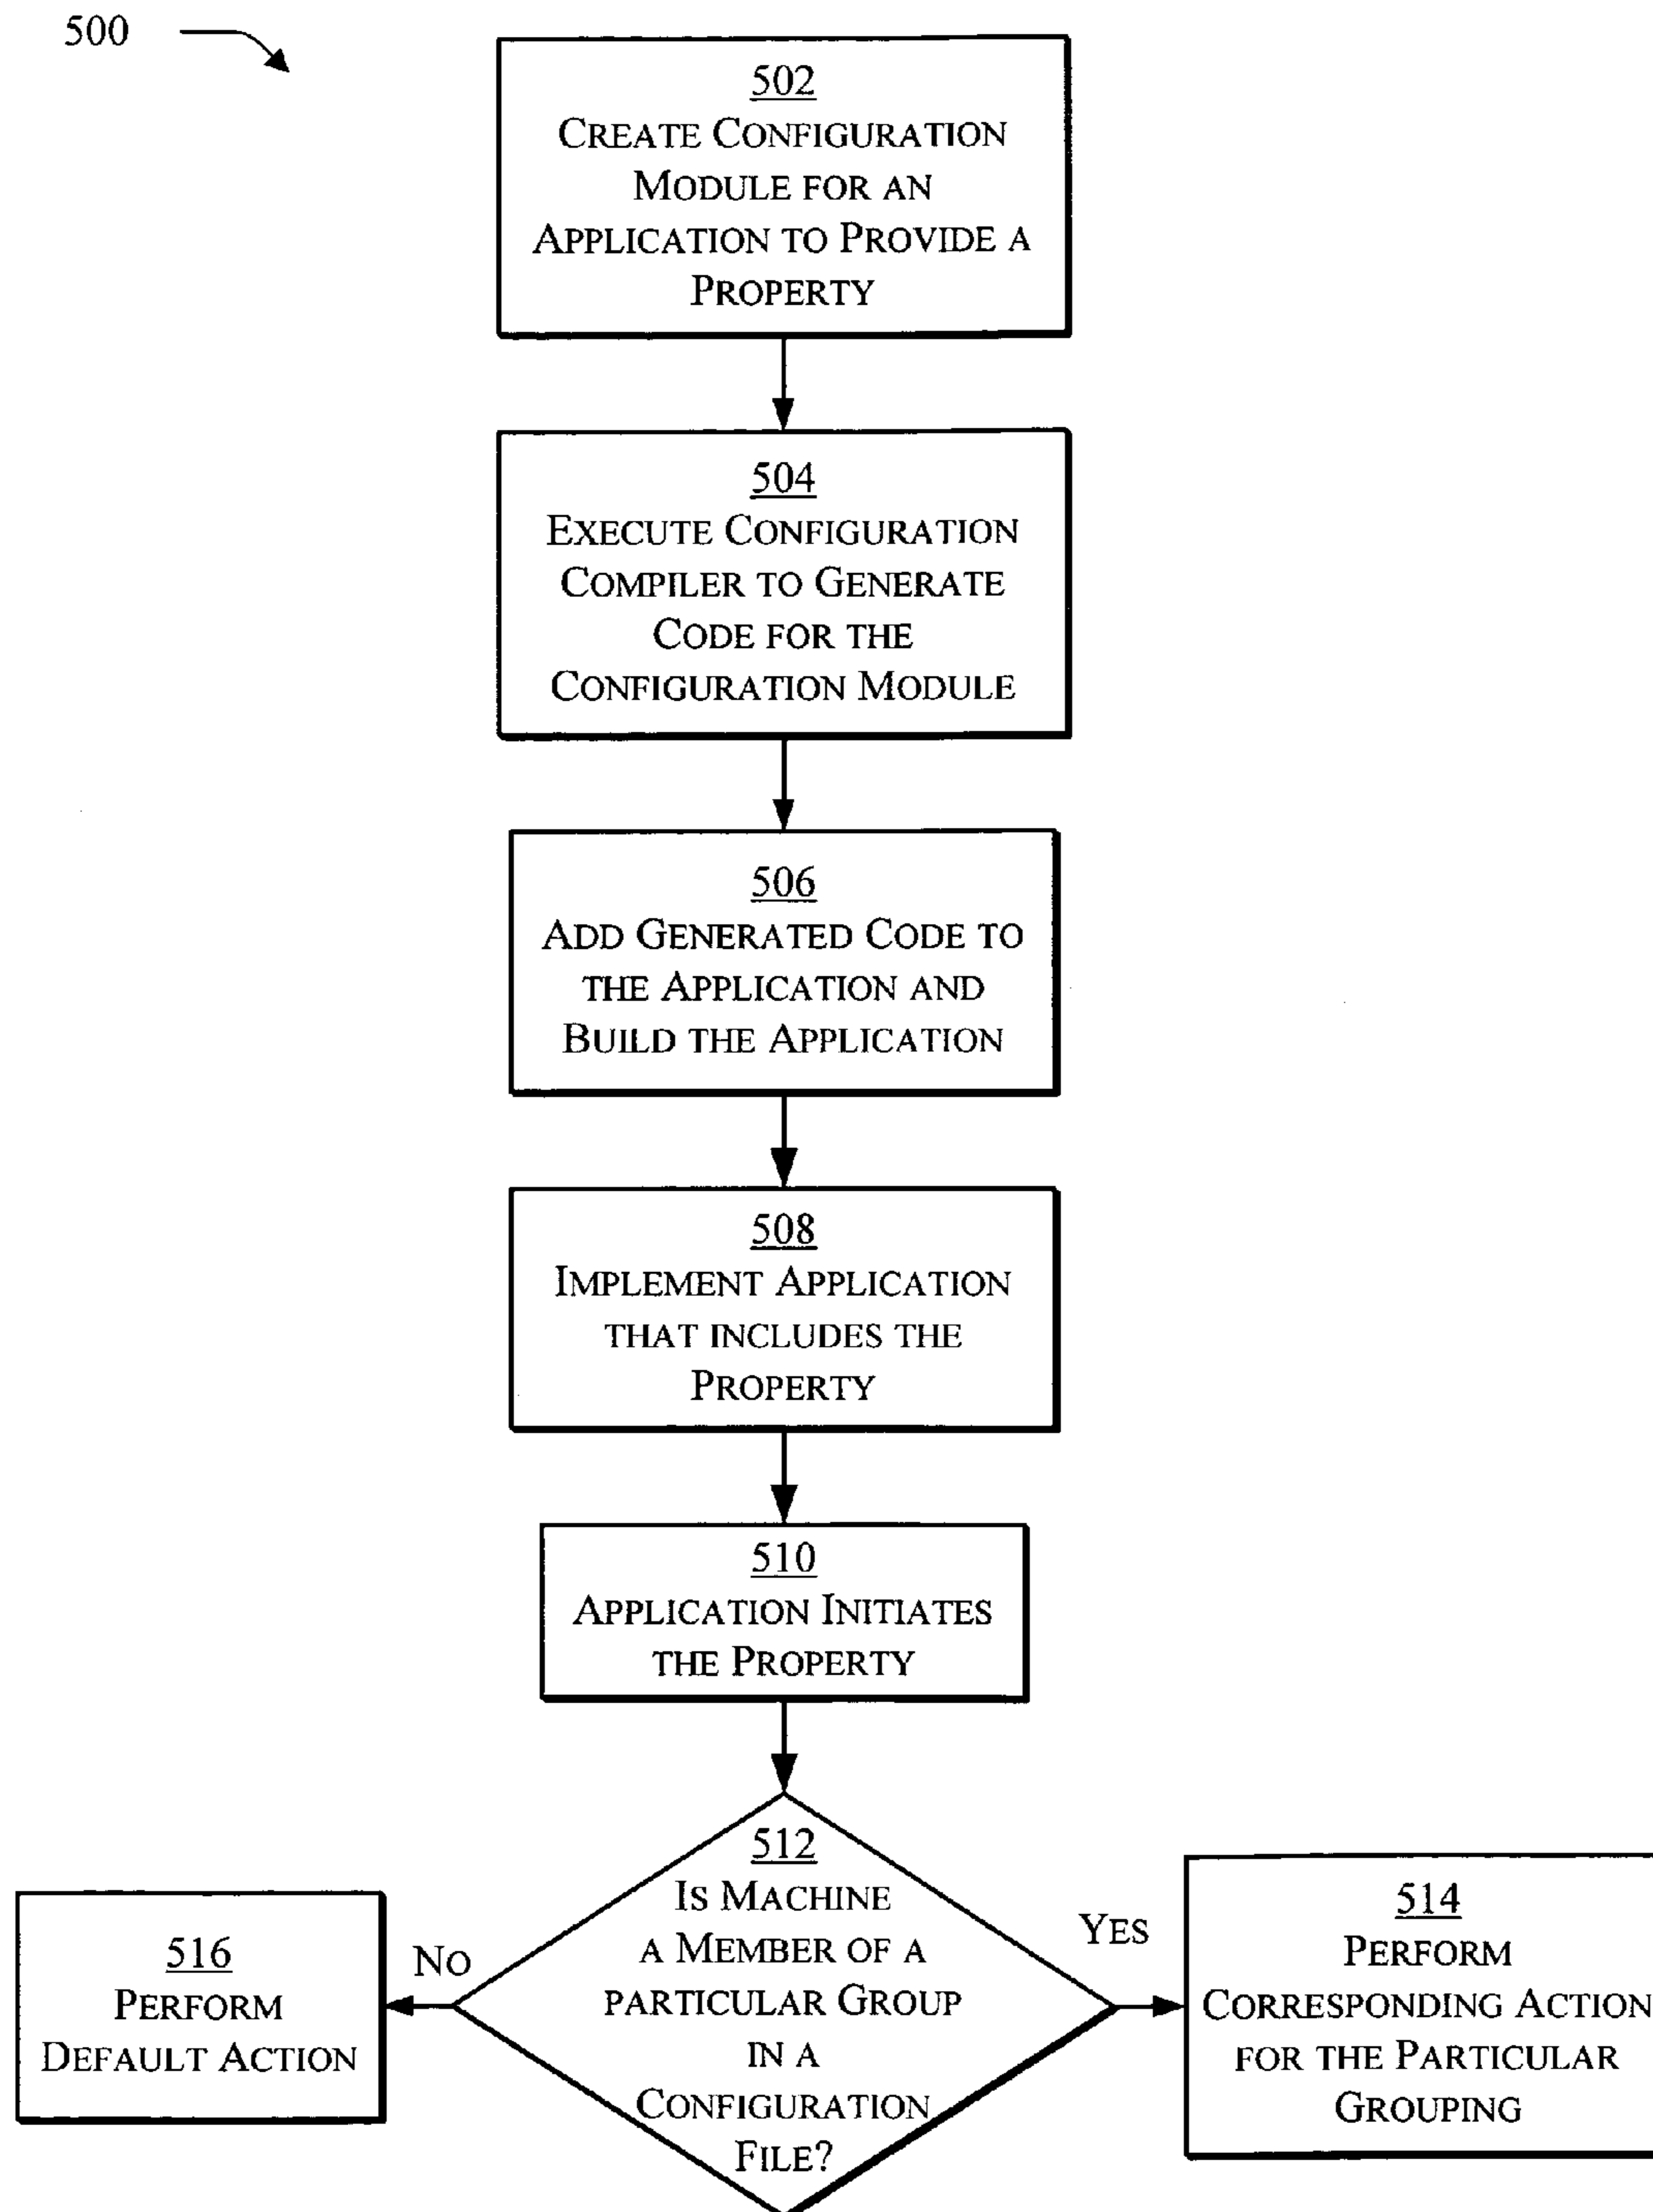 500
502
CREATE CONFIGURATION
MODULE FOR AN
APPLICATION TO PROVIDE A
PROPERTY
504
EXECUTE CONFIGURATION
COMPILER TO GENERATE
CODE FOR THE
CONFIGURATION MODULE
506
ADD GENERATED CODE TO
THE APPLICATION AND
BUILD THE APPLICATION
508
IMPLEMENT APPLICATION
THAT INCLUDES THE
PROPERTY
510
APPLICATION INITIATES
THE PROPERTY
512
IS MACHINE
A MEMBER OF A
PARTICULAR GROUP
IN A
CONFIGURATION
FILE?
NO
516
PERFORM
DEFAULT ACTION
YES
514
PERFORM
CORRESPONDING ACTION
FOR THE PARTICULAR
GROUPING